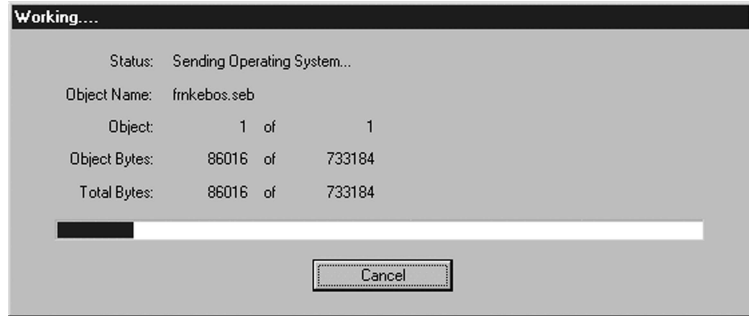 Working....
Status: Sending Operating System...
Object Name: frnkebos.seb
Object: 1 of 1
Object Bytes: 86016 of 733184
Total Bytes: 86016 of 733184
Cancel